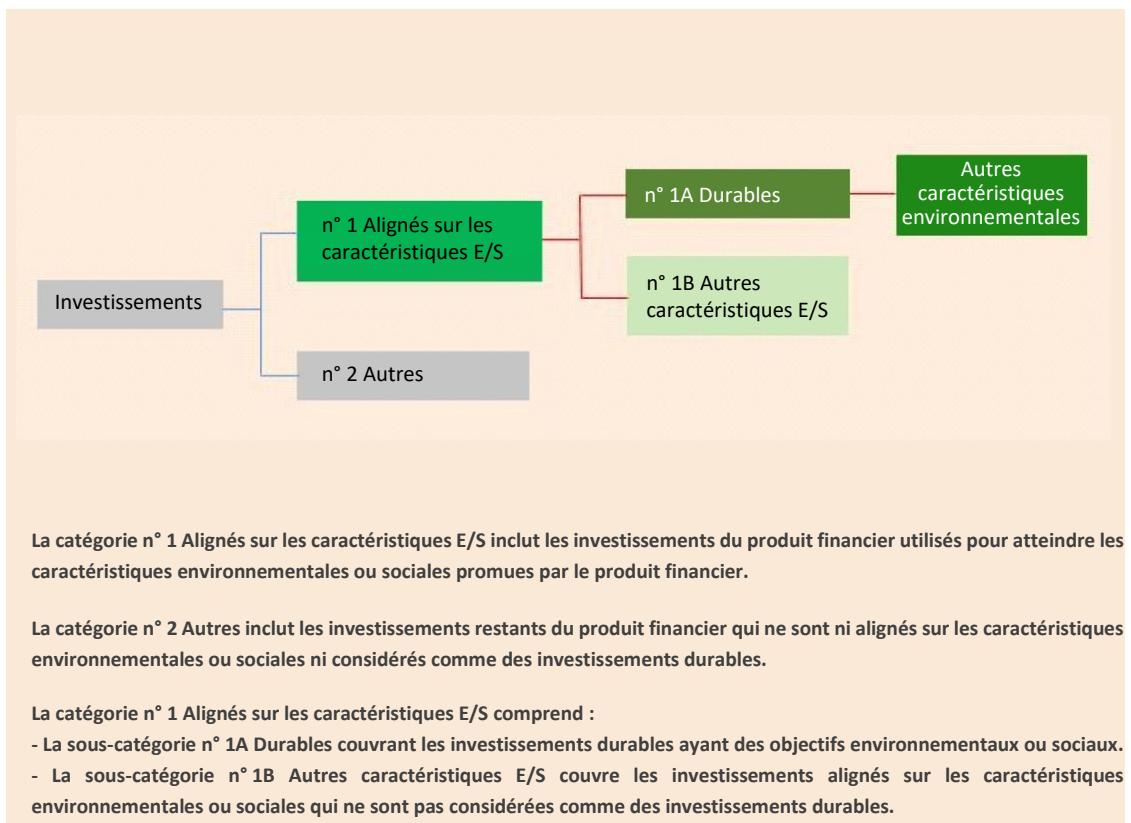 Autres
caractéristiques
environnementales
n° 1A Durables
n° 1 Alignés sur les
caractéristiques E/S
n° 1B Autres
caractéristiques E/S
Investissements
n° 2 Autres
La catégorie n° 1 Alignés sur les caractéristiques E/S inclut les investissements du produit financier utilisés pour atteindre les
caractéristiques environnementales ou sociales promues par le produit financier.
La catégorie n° 2 Autres inclut les investissements restants du produit financier qui ne sont ni alignés sur les caractéristiques
environnementales ou sociales ni considérés comme des investissements durables.
La catégorie n° 1 Alignés sur les caractéristiques E/S comprend :
- La sous-catégorie n° 1A Durables couvrant les investissements durables ayant des objectifs environnementaux ou sociaux.
- La sous-catégorie n° 1B Autres caractéristiques E/S couvre les investissements alignés sur les caractéristiques
environnementales ou sociales qui ne sont pas considérées comme des investissements durables.